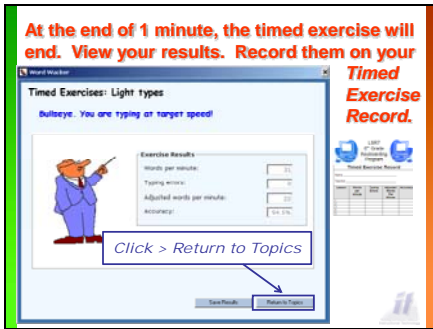 At the end of 1 minute, the timed exercise will
end. View your results. Record them on your
Timed
Exercise
Record.
Word Wacker
Timed Exercises: Light types
Bullseye. You are typing at target speed!
Exercise Results
Words per minute:
Typing errors:
Adjusted words per minute:
Accuracy:
Click > Return to Topics
Save Results
Return to Topics
Keyboarding
Program
Timed Exercise Record
it